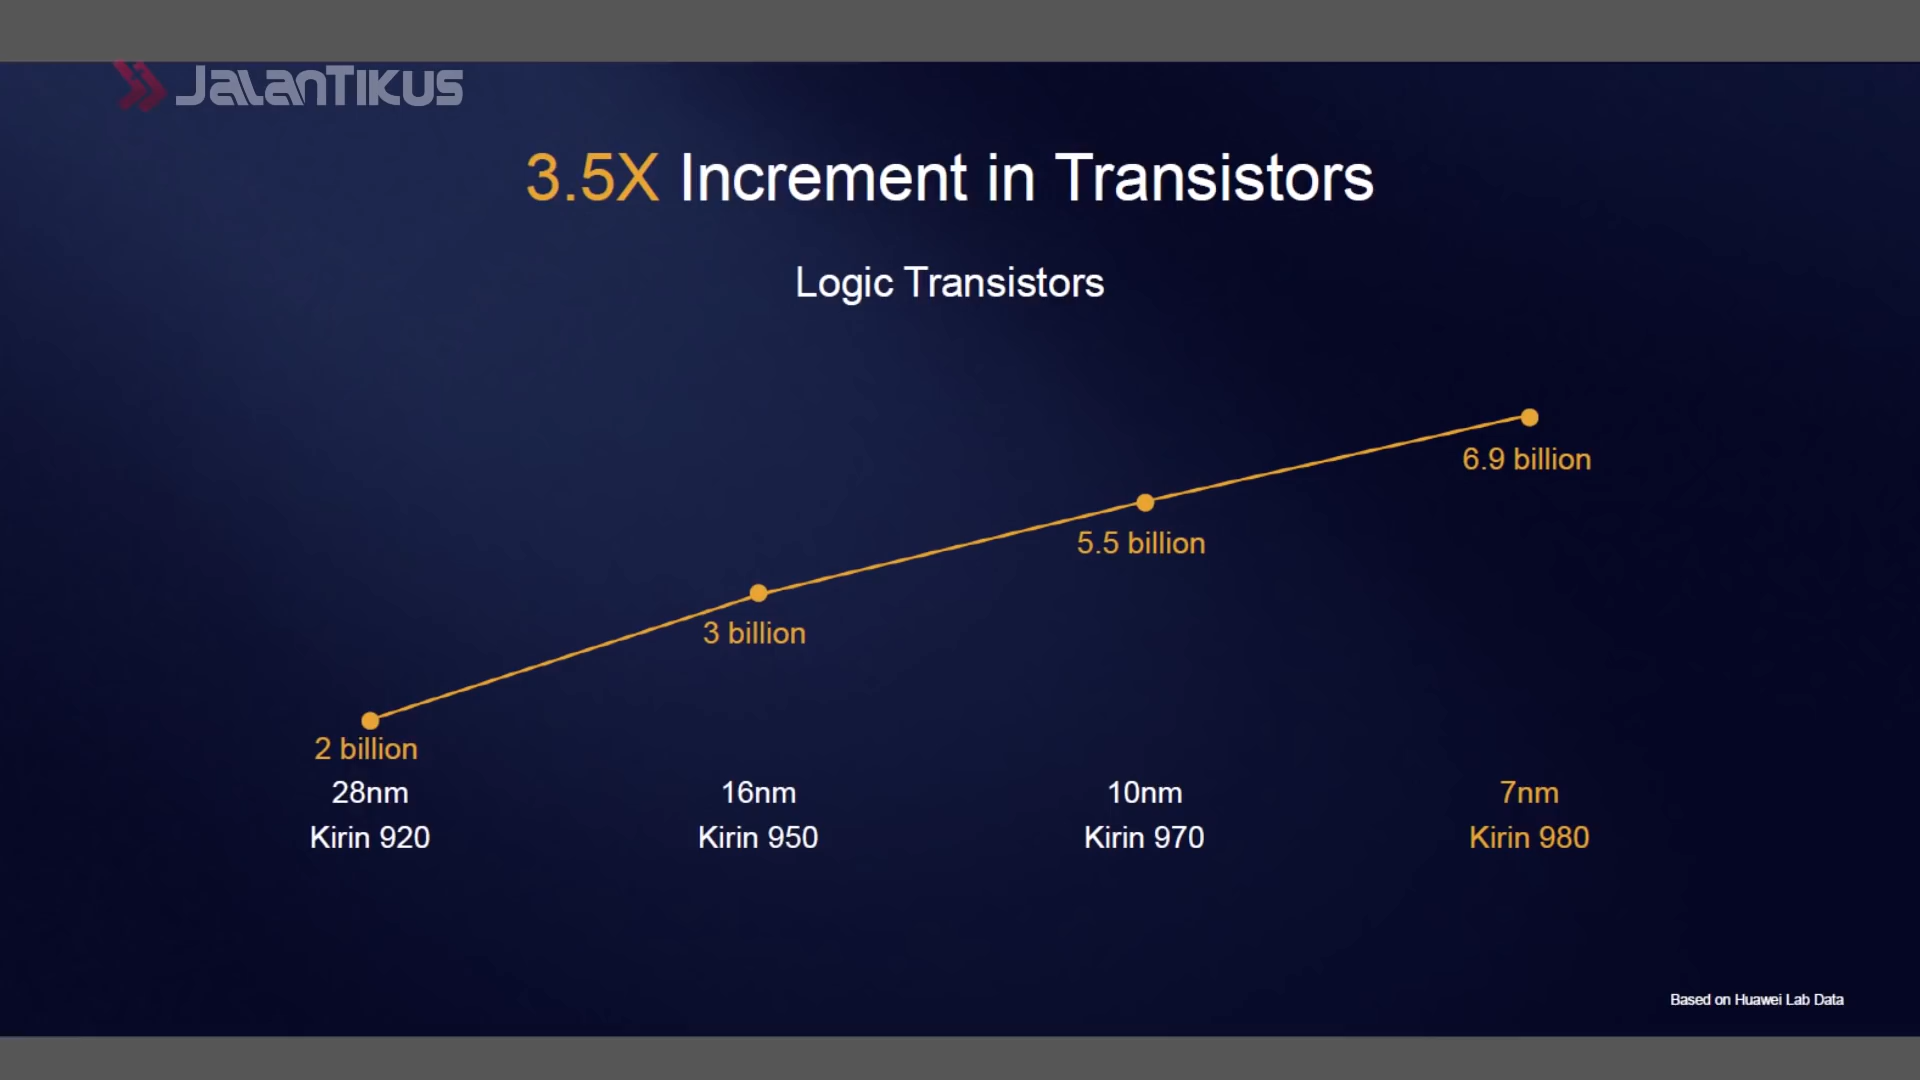 JALANTIKUS
3.5X Increment in Transistors
Logic Transistors
6.9 billion
5.5 billion
3 billion
2 billion
28nm 16nm 10nm 7nm
Kirin 920 Kirin 950 Kirin 970 Kirin 980
Based on Huawei Lab Data